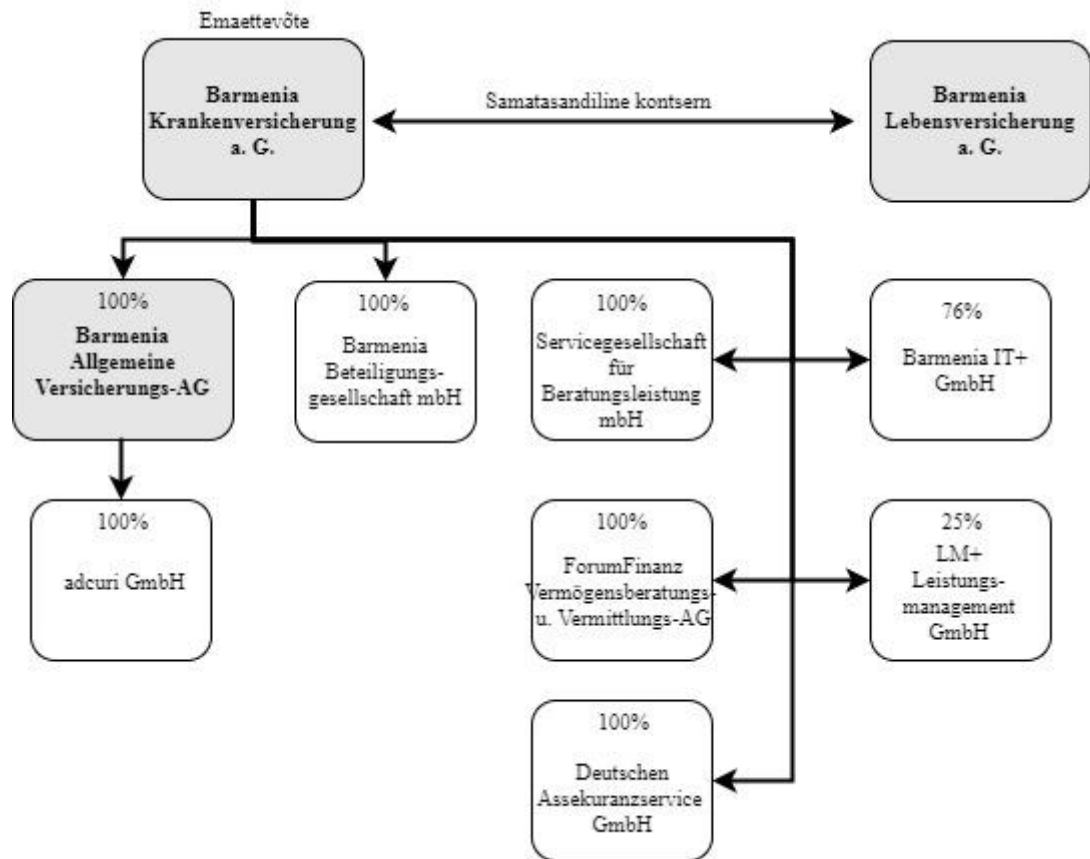 Emaettevõte
Barmenia
Krankenversicherung
a. G.
Samatasandiline kontsern
Barmenia
Lebensversicherung
a. G.
100%
Barmenia
Allgemeine
Versicherungs-AG
100%
Barmenia
Beteiligungs-
gesellschaft mbH
100%
Servicegesellschaft
für
Beratungsleistung
mbH
76%
Barmenia IT+
GmbH
100%
adcuri GmbH
100%
ForumFinanz
Vermögensberatungs-
u. Vermittlungs-AG
25%
LM+
Leistungs-
management
GmbH
100%
Deutschen
Assekuranzservice
GmbH